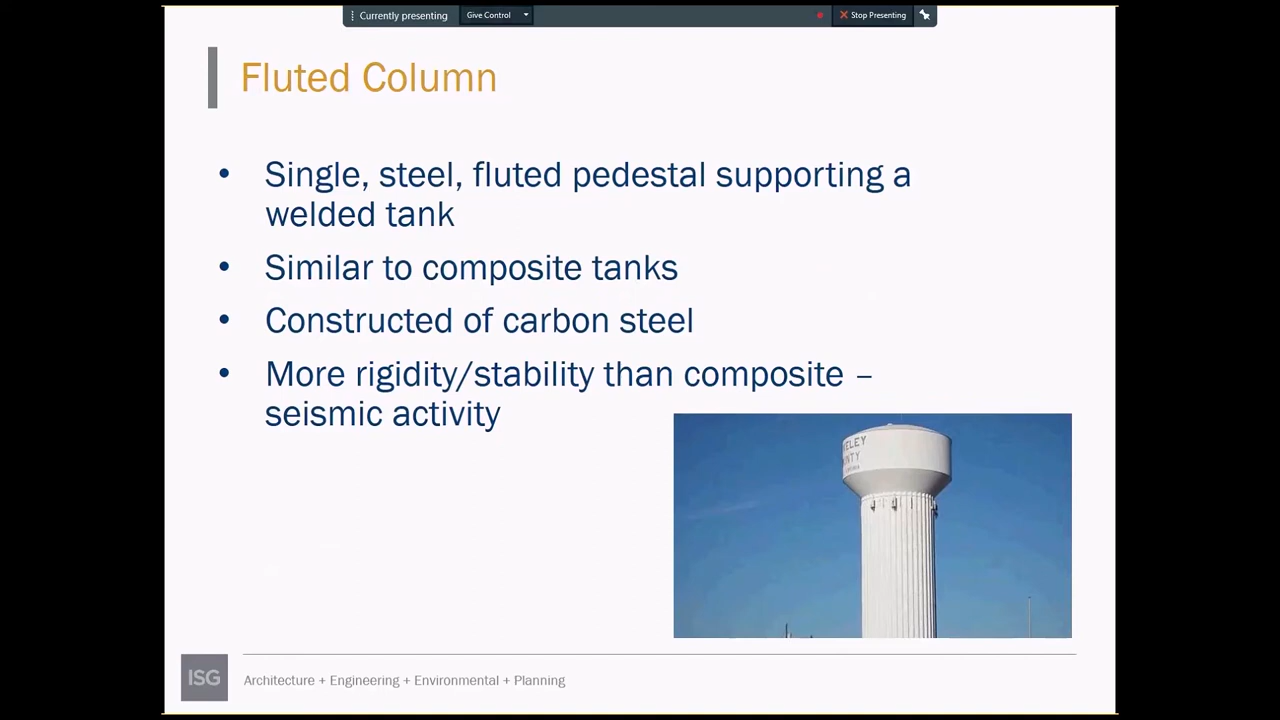 Currently presenting
Give Control
Stop Presenting
Fluted Column
• Single, steel, fluted pedestal supporting a
welded tank
• Similar to composite tanks
• Constructed of carbon steel
• More rigidity/stability than composite –
seismic activity
ISG
Architecture + Engineering + Environmental + Planning